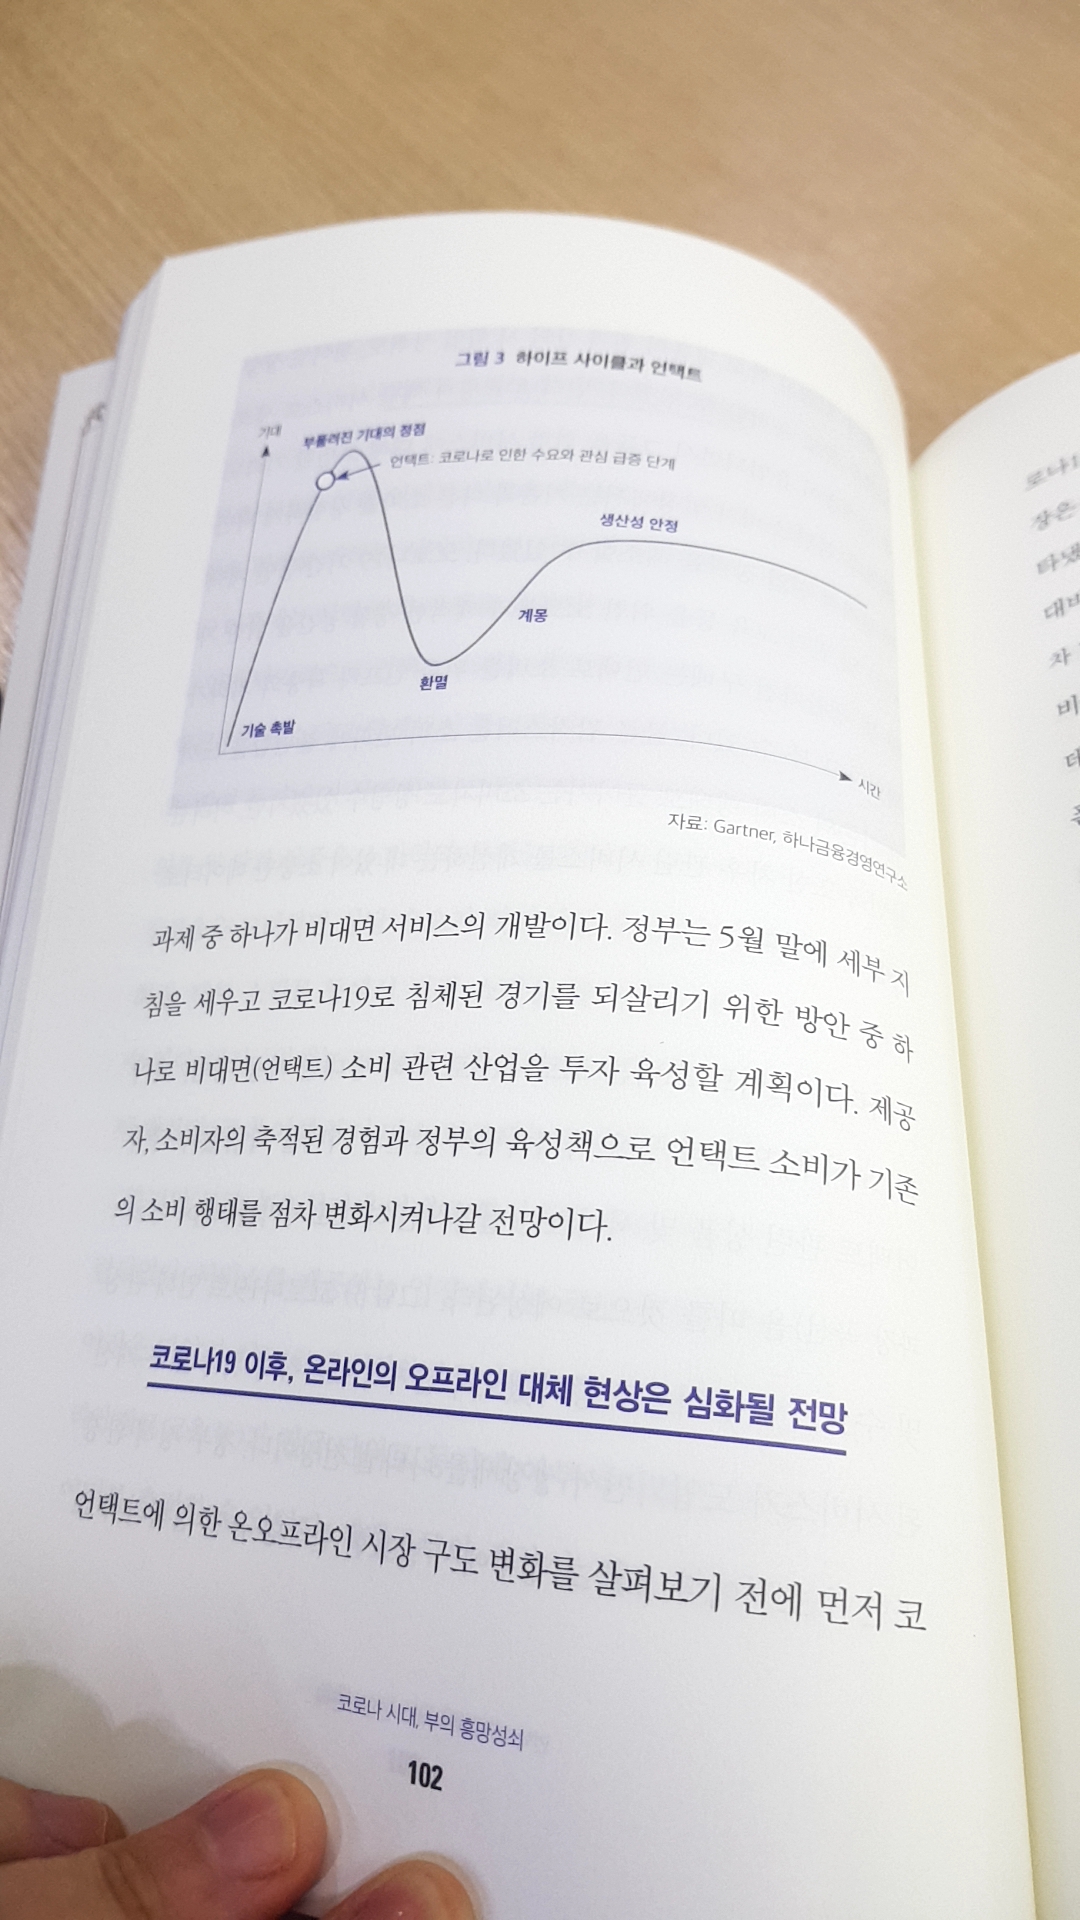 그림 3 하이프 사이클과 언택트
기대
부풀려진 기대의 정점
언택트: 코로나로 인한 수요와 관심 급증 단계
생산성 안정
계몽
환멸
기술 촉발
시간
자료: Gartner, 하나금융경영연구소
과제 중 하나가 비대면 서비스의 개발이다. 정부는 5월 말에 세부 지
침을 세우고 코로나19로 침체된 경기를 되살리기 위한 방안 중 하
나로 비대면(언택트) 소비 관련 산업을 투자 육성할 계획이다. 제공
자, 소비자의 축적된 경험과 정부의 육성책으로 언택트 소비가 기존
의 소비 행태를 점차 변화시켜나갈 전망이다.
코로나19 이후, 온라인의 오프라인 대체 현상은 심화될 전망
언택트에 의한 온오프라인 시장 구도 변화를 살펴보기 전에 먼저 코
코로나 시대, 부의 흥망성쇠
102
장은
차